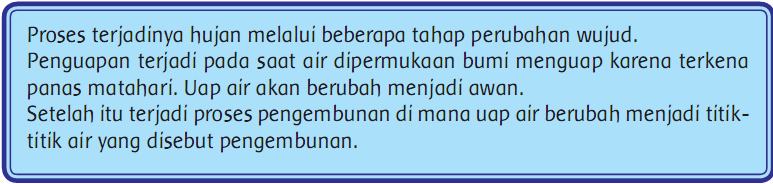 Proses terjadinya hujan melalui beberapa tahap perubahan wujud.
Penguapan terjadi pada saat air dipermukaan bumi menguap karena terkena
panas matahari. Uap air akan berubah menjadi awan.
Setelah itu terjadi proses pengembunan di mana uap air berubah menjadi titik-
titik air yang disebut pengembunan.